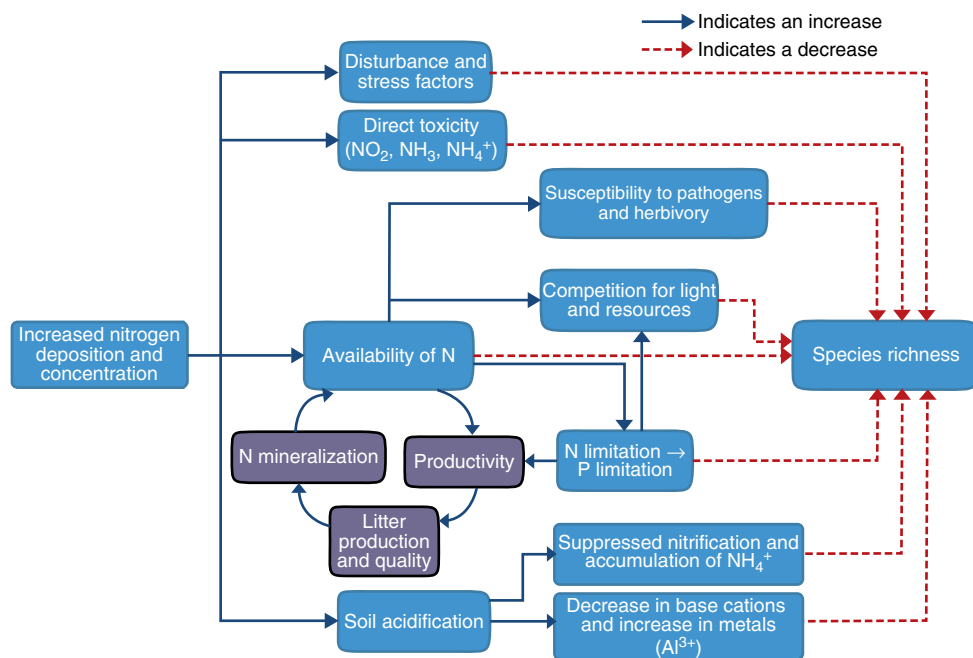 Indicates an increase
Indicates a decrease
Disturbance and
stress factors
Direct toxicity
(NO₂, NH₃, NH₄⁺)
Susceptibility to pathogens
and herbivory
Competition for light
and resources
Increased nitrogen
deposition and
concentration
Availability of N
Species richness
N mineralization
Productivity
N limitation →
P limitation
Litter
production
and quality
Suppressed nitrification and
accumulation of NH₄⁺
Soil acidification
Decrease in base cations
and increase in metals
(Al³⁺)